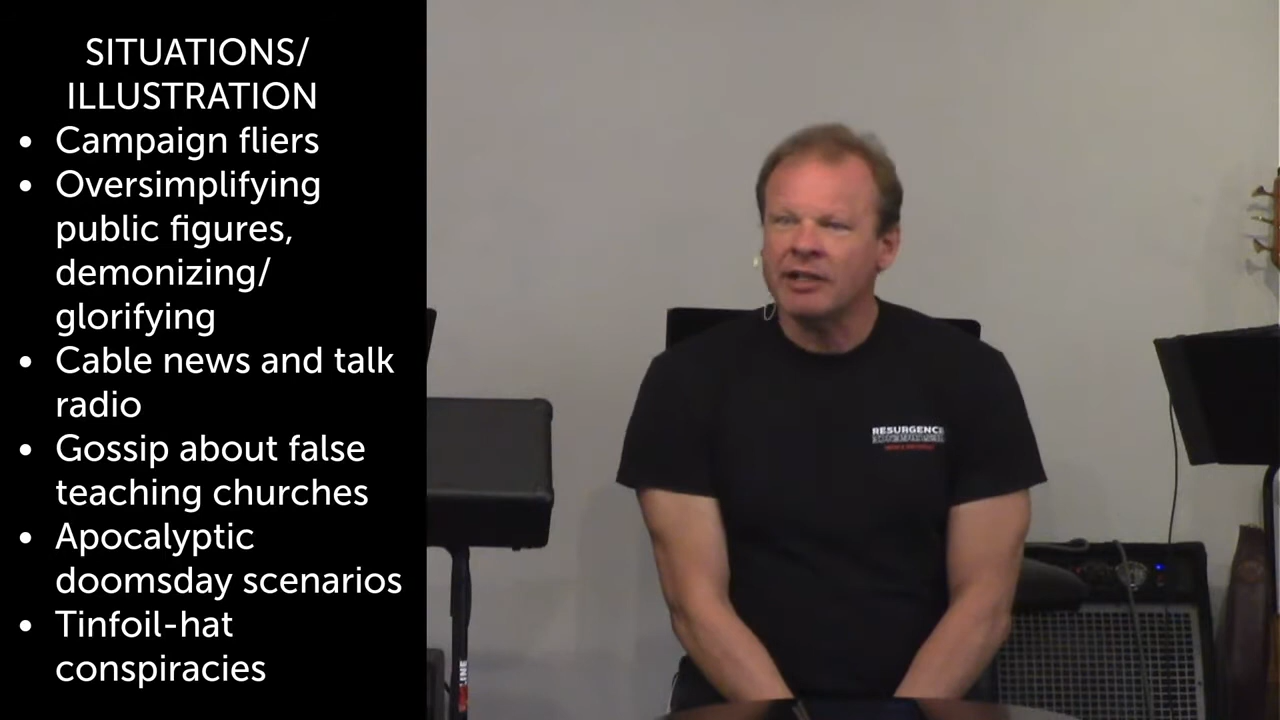 SITUATIONS/
ILLUSTRATION
• Campaign fliers
• Oversimplifying
public figures,
demonizing/
glorifying
• Cable news and talk
radio
• Gossip about false
teaching churches
• Apocalyptic
doomsday scenarios
• Tinfoil-hat
conspiracies
RESURGENCE
LINE